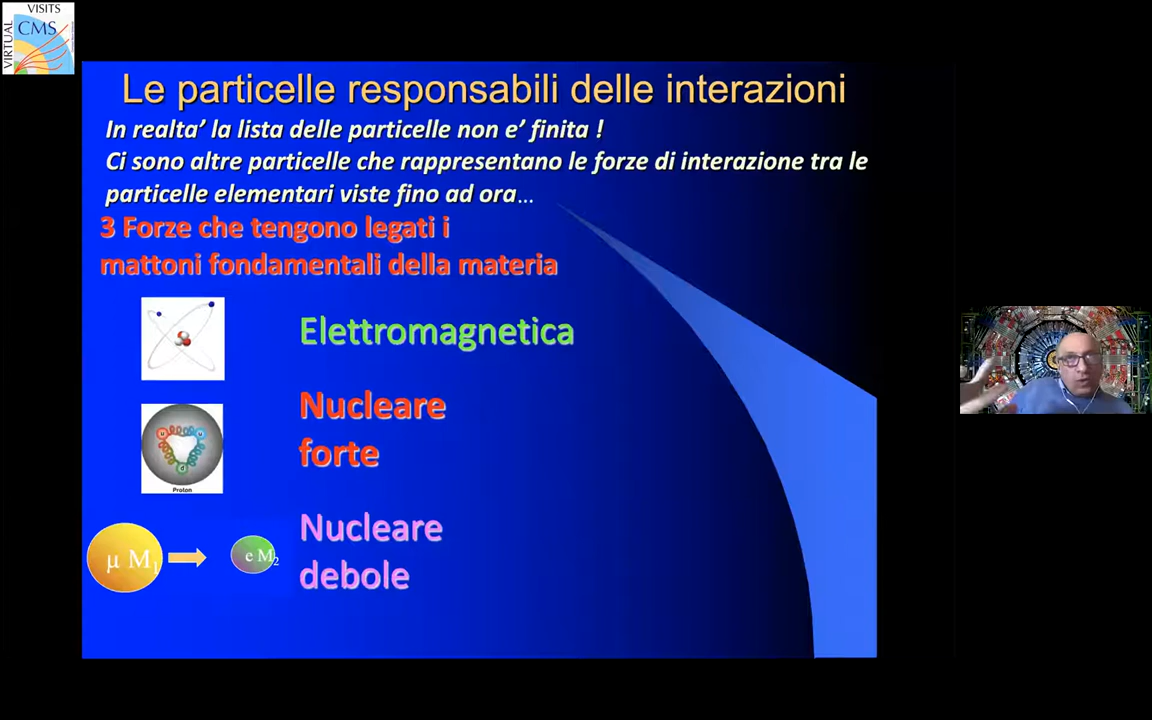 VIRTUAL
VISITS
CMS
Le particelle responsabili delle interazioni
In realta’ la lista delle particelle non e’ finita !
Ci sono altre particelle che rappresentano le forze di interazione tra le
particelle elementari viste fino ad ora...
3 Forze che tengono legati i
mattoni fondamentali della materia
Elettromagnetica
Nucleare
forte
u
u
d
Proton
Nucleare
debole
μ M1
e M2